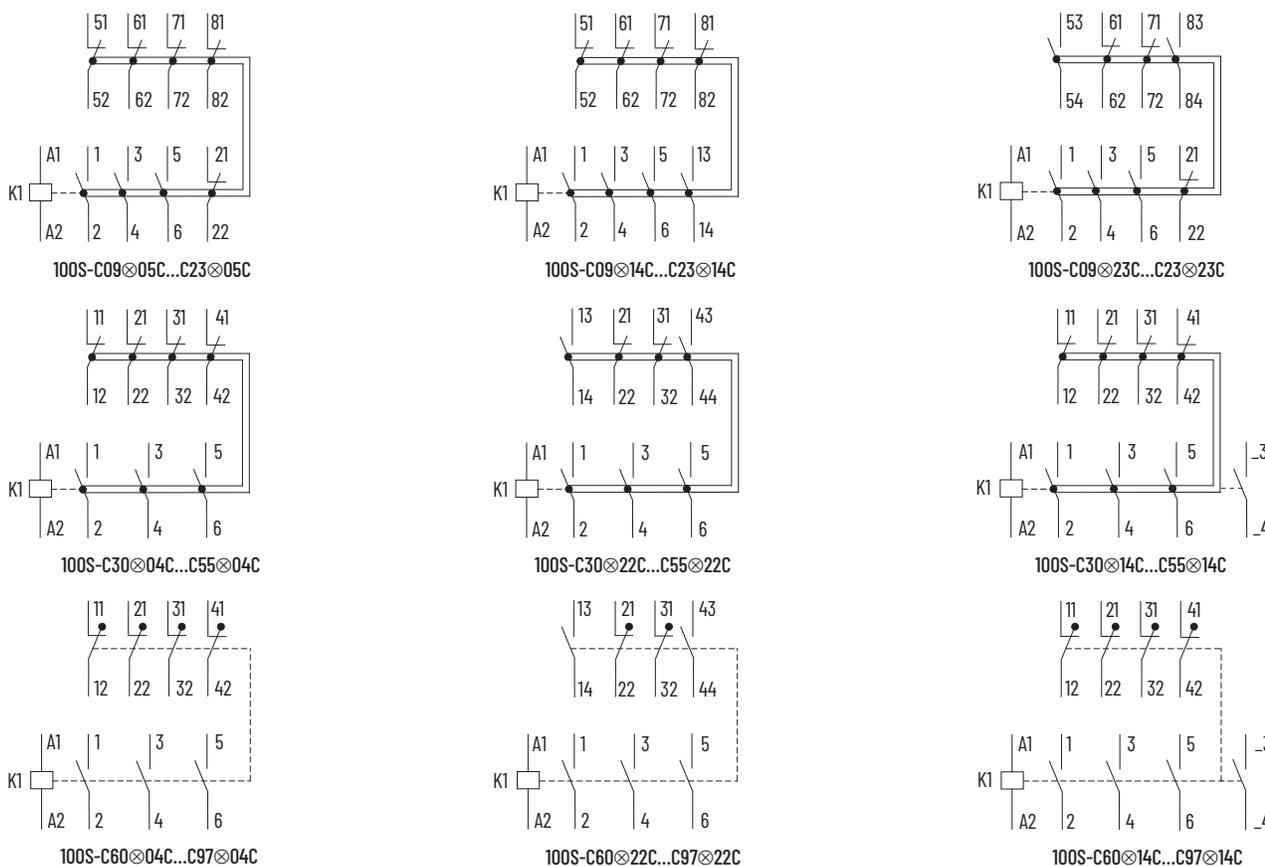 51 61 71 81
52 62 72 82
A1 1 3 5 21
K1
A2 2 4 6 22
100S-C09⊗05C...C23⊗05C
51 61 71 81
52 62 72 82
A1 1 3 5 13
K1
A2 2 4 6 14
100S-C09⊗14C...C23⊗14C
53 61 71 83
54 62 72 84
A1 1 3 5 21
K1
A2 2 4 6 22
100S-C09⊗23C...C23⊗23C
11 21 31 41
12 22 32 42
A1 1 3 5
K1
A2 2 4 6
100S-C30⊗04C...C55⊗04C
13 21 31 43
14 22 32 44
A1 1 3 5
K1
A2 2 4 6
100S-C30⊗22C...C55⊗22C
11 21 31 41
12 22 32 42
A1 1 3 5 _3
K1
A2 2 4 6 _4
100S-C30⊗14C...C55⊗14C
11 21 31 41
12 22 32 42
A1 1 3 5
K1
A2 2 4 6
100S-C60⊗04C...C97⊗04C
13 21 31 43
14 22 32 44
A1 1 3 5
K1
A2 2 4 6
100S-C60⊗22C...C97⊗22C
11 21 31 41
12 22 32 42
A1 1 3 5 _3
K1
A2 2 4 6 _4
100S-C60⊗14C...C97⊗14C